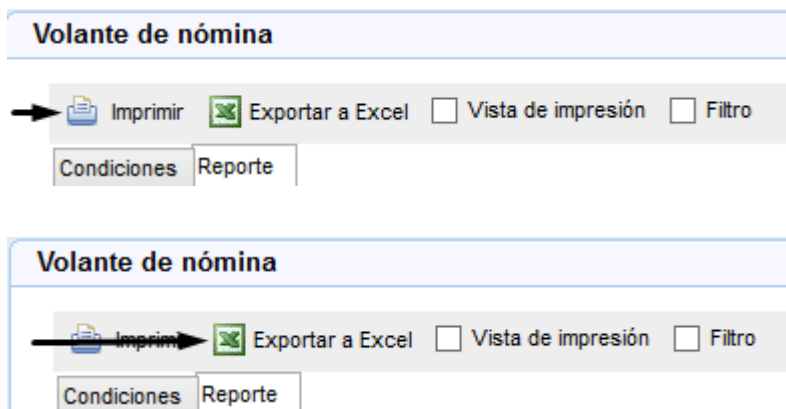 Volante de nómina
Imprimir Exportar a Excel Vista de impresión Filtro
Condiciones Reporte
Volante de nómina
Imprimir Exportar a Excel Vista de impresión Filtro
Condiciones Reporte